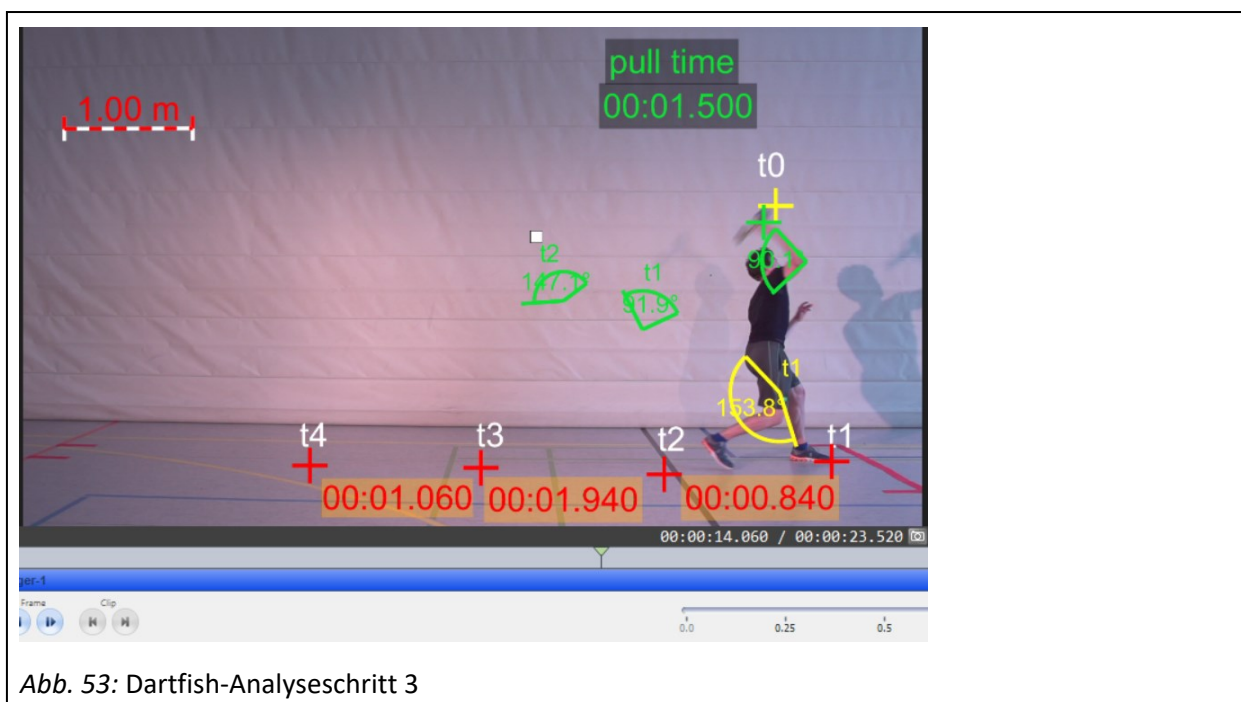 pull time
00:01.500
1.00 m
t0
t2
t1
147.1°
91.9°
t1
153.8°
t4
t3
t2
t1
00:01.060
00:01.940
00:00.840
00:00:14.060 / 00:00:23.520
ger-1
Frame
Clip
0.0
0.25
0.5
Abb. 53: Dartfish-Analyseschritt 3